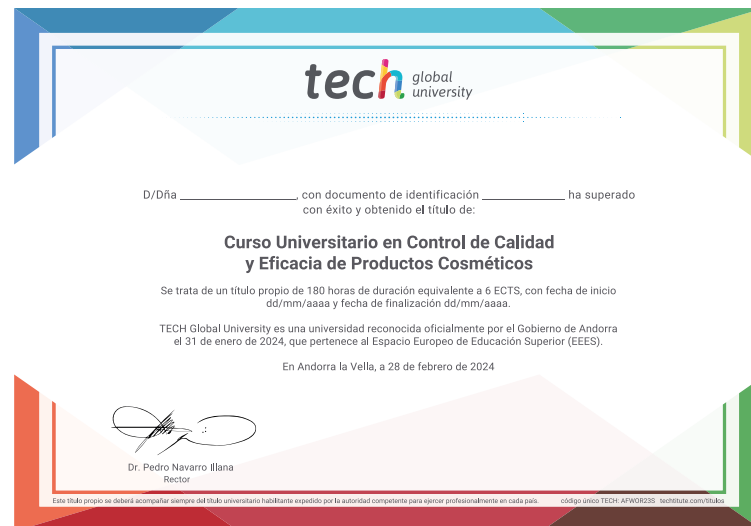 tech global university
D/Dña ______________, con documento de identificación __________ ha superado
con éxito y obtenido el título de:
Curso Universitario en Control de Calidad
y Eficacia de Productos Cosméticos
Se trata de un título propio de 180 horas de duración equivalente a 6 ECTS, con fecha de inicio
dd/mm/aaaa y fecha de finalización dd/mm/aaaa.
TECH Global University es una universidad reconocida oficialmente por el Gobierno de Andorra
el 31 de enero de 2024, que pertenece al Espacio Europeo de Educación Superior (EEES).
En Andorra la Vella, a 28 de febrero de 2024
Dr. Pedro Navarro Illana
Rector
Este título propio se deberá acompañar siempre del título universitario habilitante expedido por la autoridad competente para ejercer profesionalmente en cada país. código único TECH: AFWOR23S techtitute.com/titulos